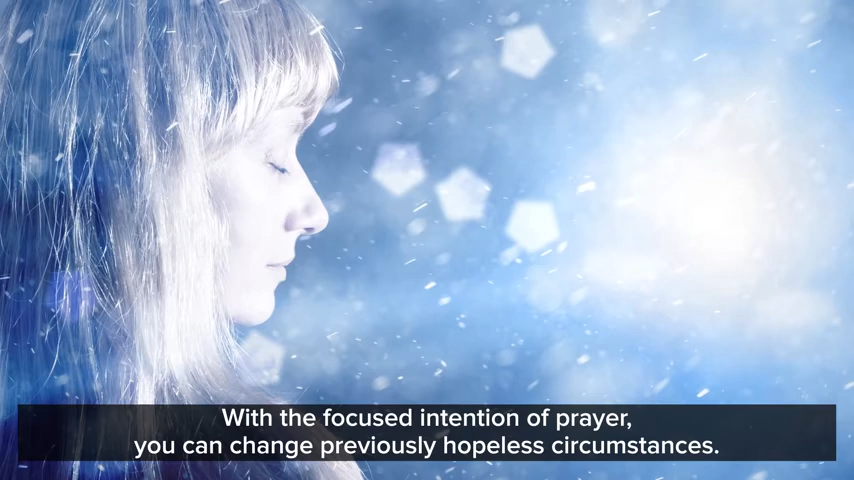 With the focused intention of prayer,
you can change previously hopeless circumstances.